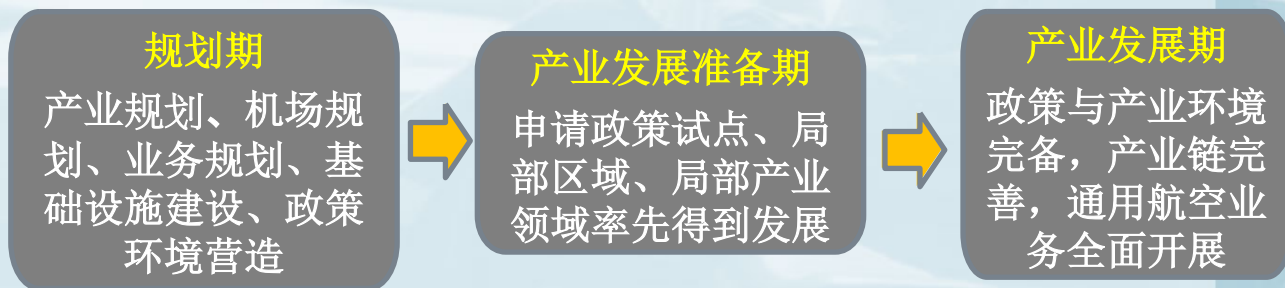 规划期
产业规划、机场规
划、业务规划、基
础设施建设、政策
环境营造
产业发展准备期
申请政策试点、局
部区域、局部产业
领域率先得到发展
产业发展期
政策与产业环境
完备，产业链完
善，通用航空业
务全面开展